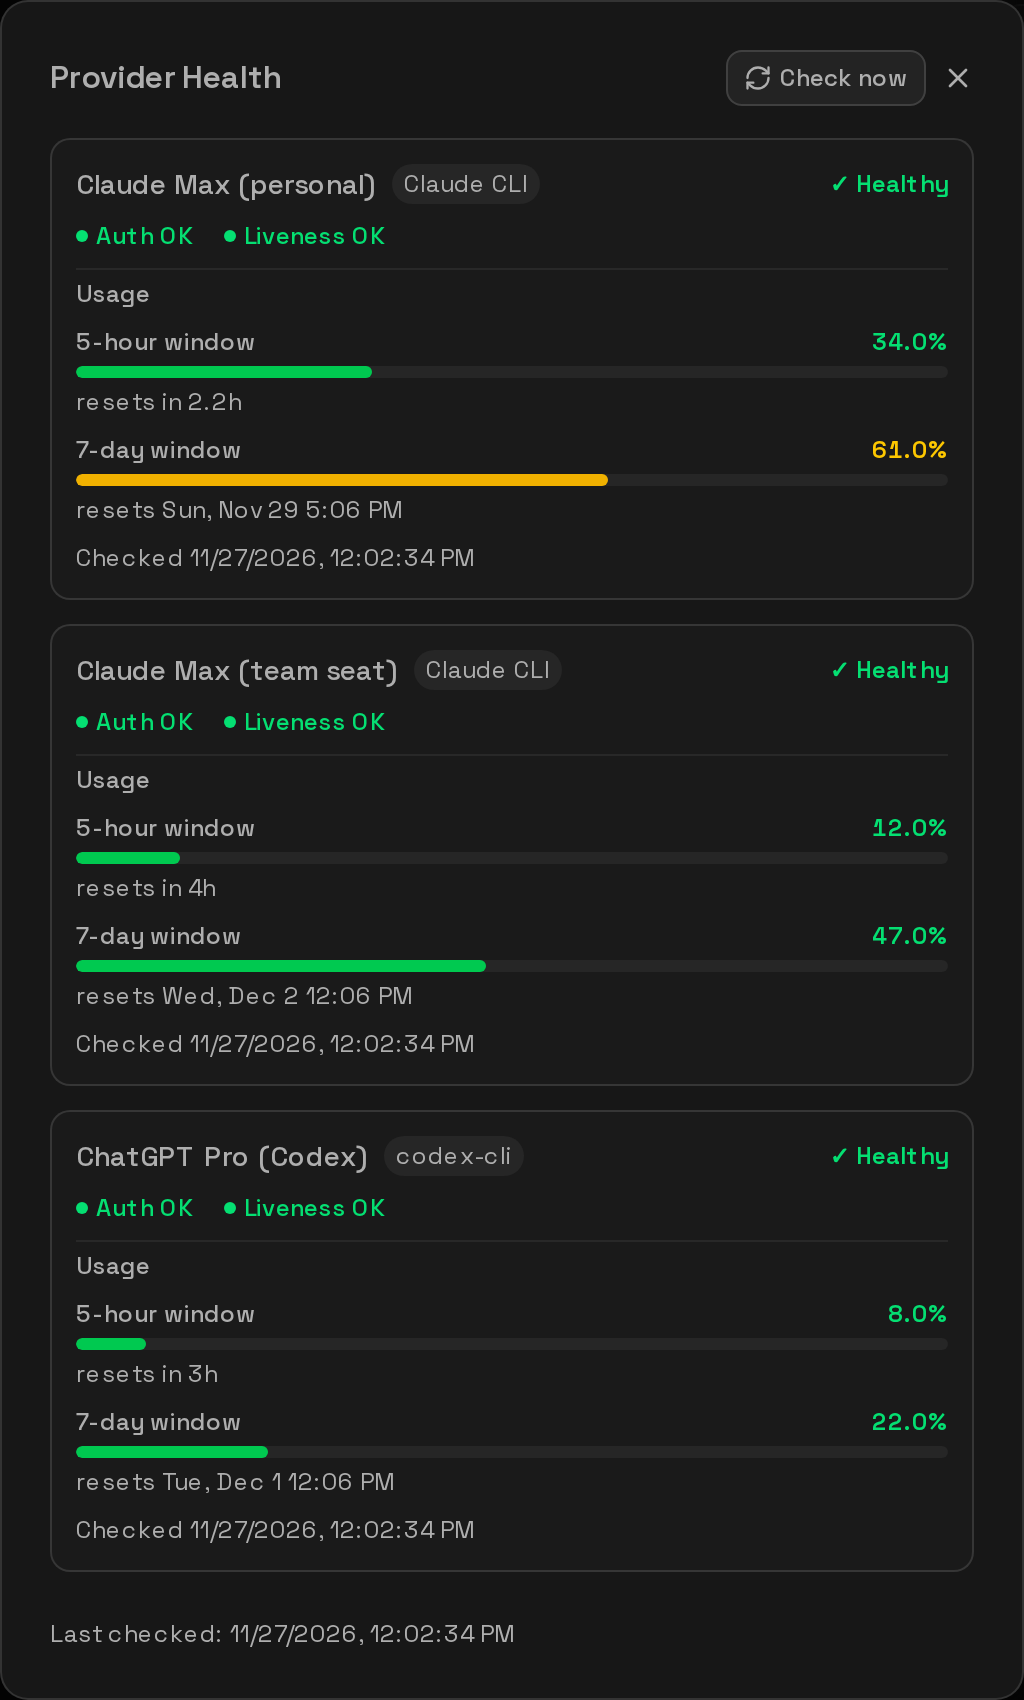 Provider Health
Check now
Claude Max (personal) Claude CLI ✓ Healthy
Auth OK Liveness OK
Usage
5-hour window 34.0%
resets in 2.2h
7-day window 61.0%
resets Sun, Nov 29 5:06 PM
Checked 11/27/2026, 12:02:34 PM
Claude Max (team seat) Claude CLI ✓ Healthy
Auth OK Liveness OK
Usage
5-hour window 12.0%
resets in 4h
7-day window 47.0%
resets Wed, Dec 2 12:06 PM
Checked 11/27/2026, 12:02:34 PM
ChatGPT Pro (Codex) codex-cli ✓ Healthy
Auth OK Liveness OK
Usage
5-hour window 8.0%
resets in 3h
7-day window 22.0%
resets Tue, Dec 1 12:06 PM
Checked 11/27/2026, 12:02:34 PM
Last checked: 11/27/2026, 12:02:34 PM